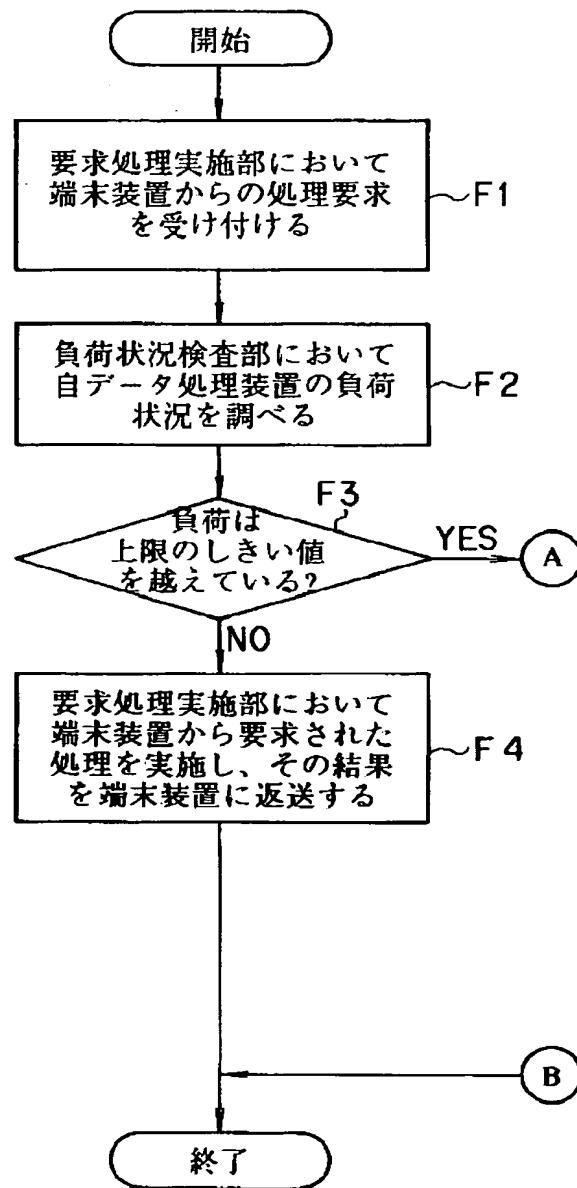 開始
要求処理実施部において
端末装置からの処理要求
を受け付ける
F1
負荷状況検査部において
自データ処理装置の負荷
状況を調べる
F2
F3
負荷は
上限のしきい値
を越えている?
YES
A
NO
要求処理実施部において
端末装置から要求された
処理を実施し、その結果
を端末装置に返送する
F4
B
終了